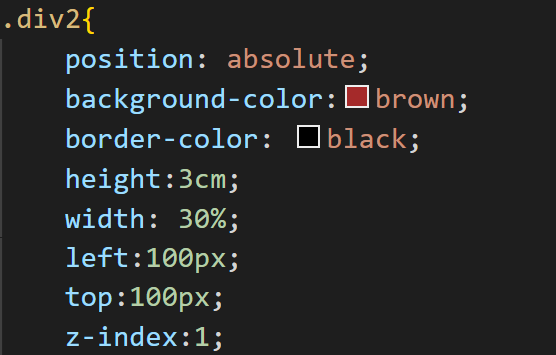 .div2{
position: absolute;
background-color:brown;
border-color: black;
height:3cm;
width: 30%;
left:100px;
top:100px;
z-index:1;